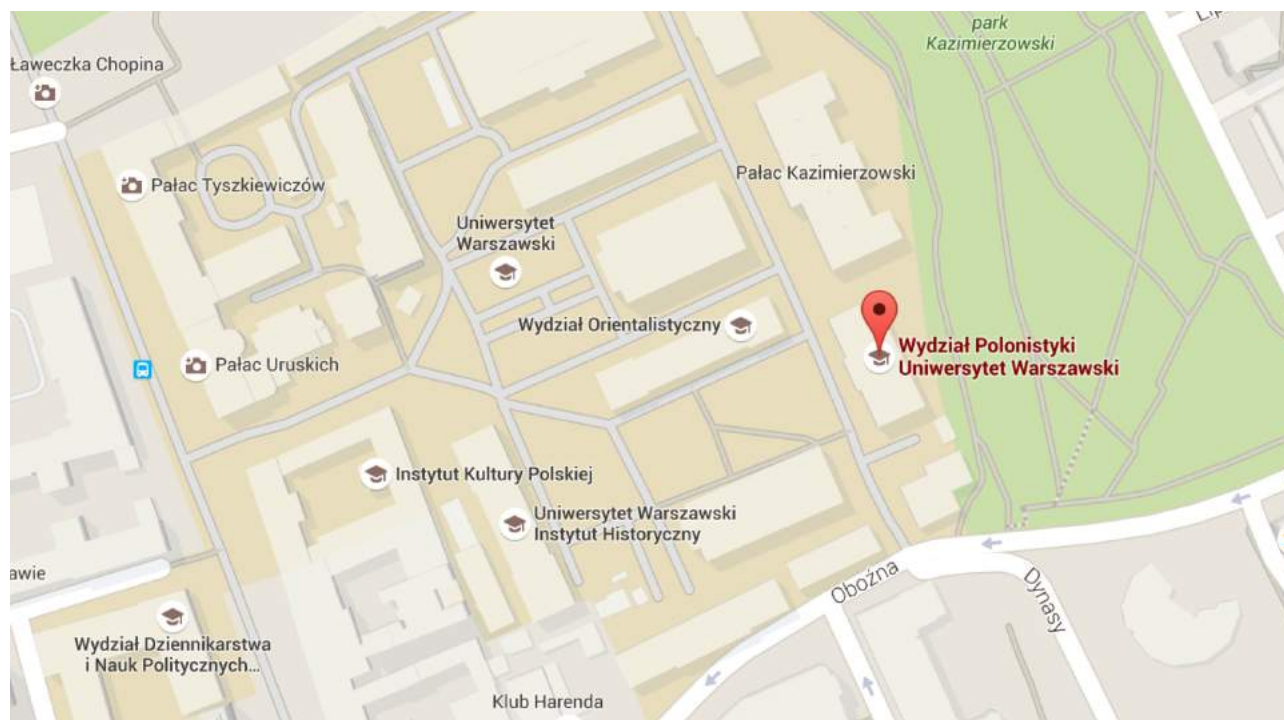 park
Kazimierzowski
Ławeczka Chopina
Pałac Tyszkiewiczów
Pałac Kazimierzowski
Uniwersytet
Warszawski
Wydział Orientalistyczny
Wydział Polonistyki
Uniwersytet Warszawski
Pałac Uruskich
Instytut Kultury Polskiej
Uniwersytet Warszawski
Instytut Historyczny
Oboźna
Dynasy
awie
Wydział Dziennikarstwa
i Nauk Politycznych...
Klub Harenda